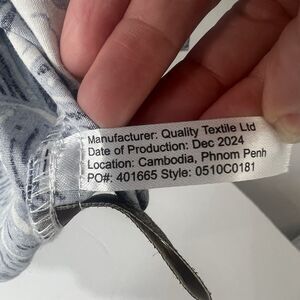 Manufacturer: Quality Textile Ltd
Date of Production: Dec 2024
Location: Cambodia, Phnom Penh
PO#: 401665 Style: 0510C0181